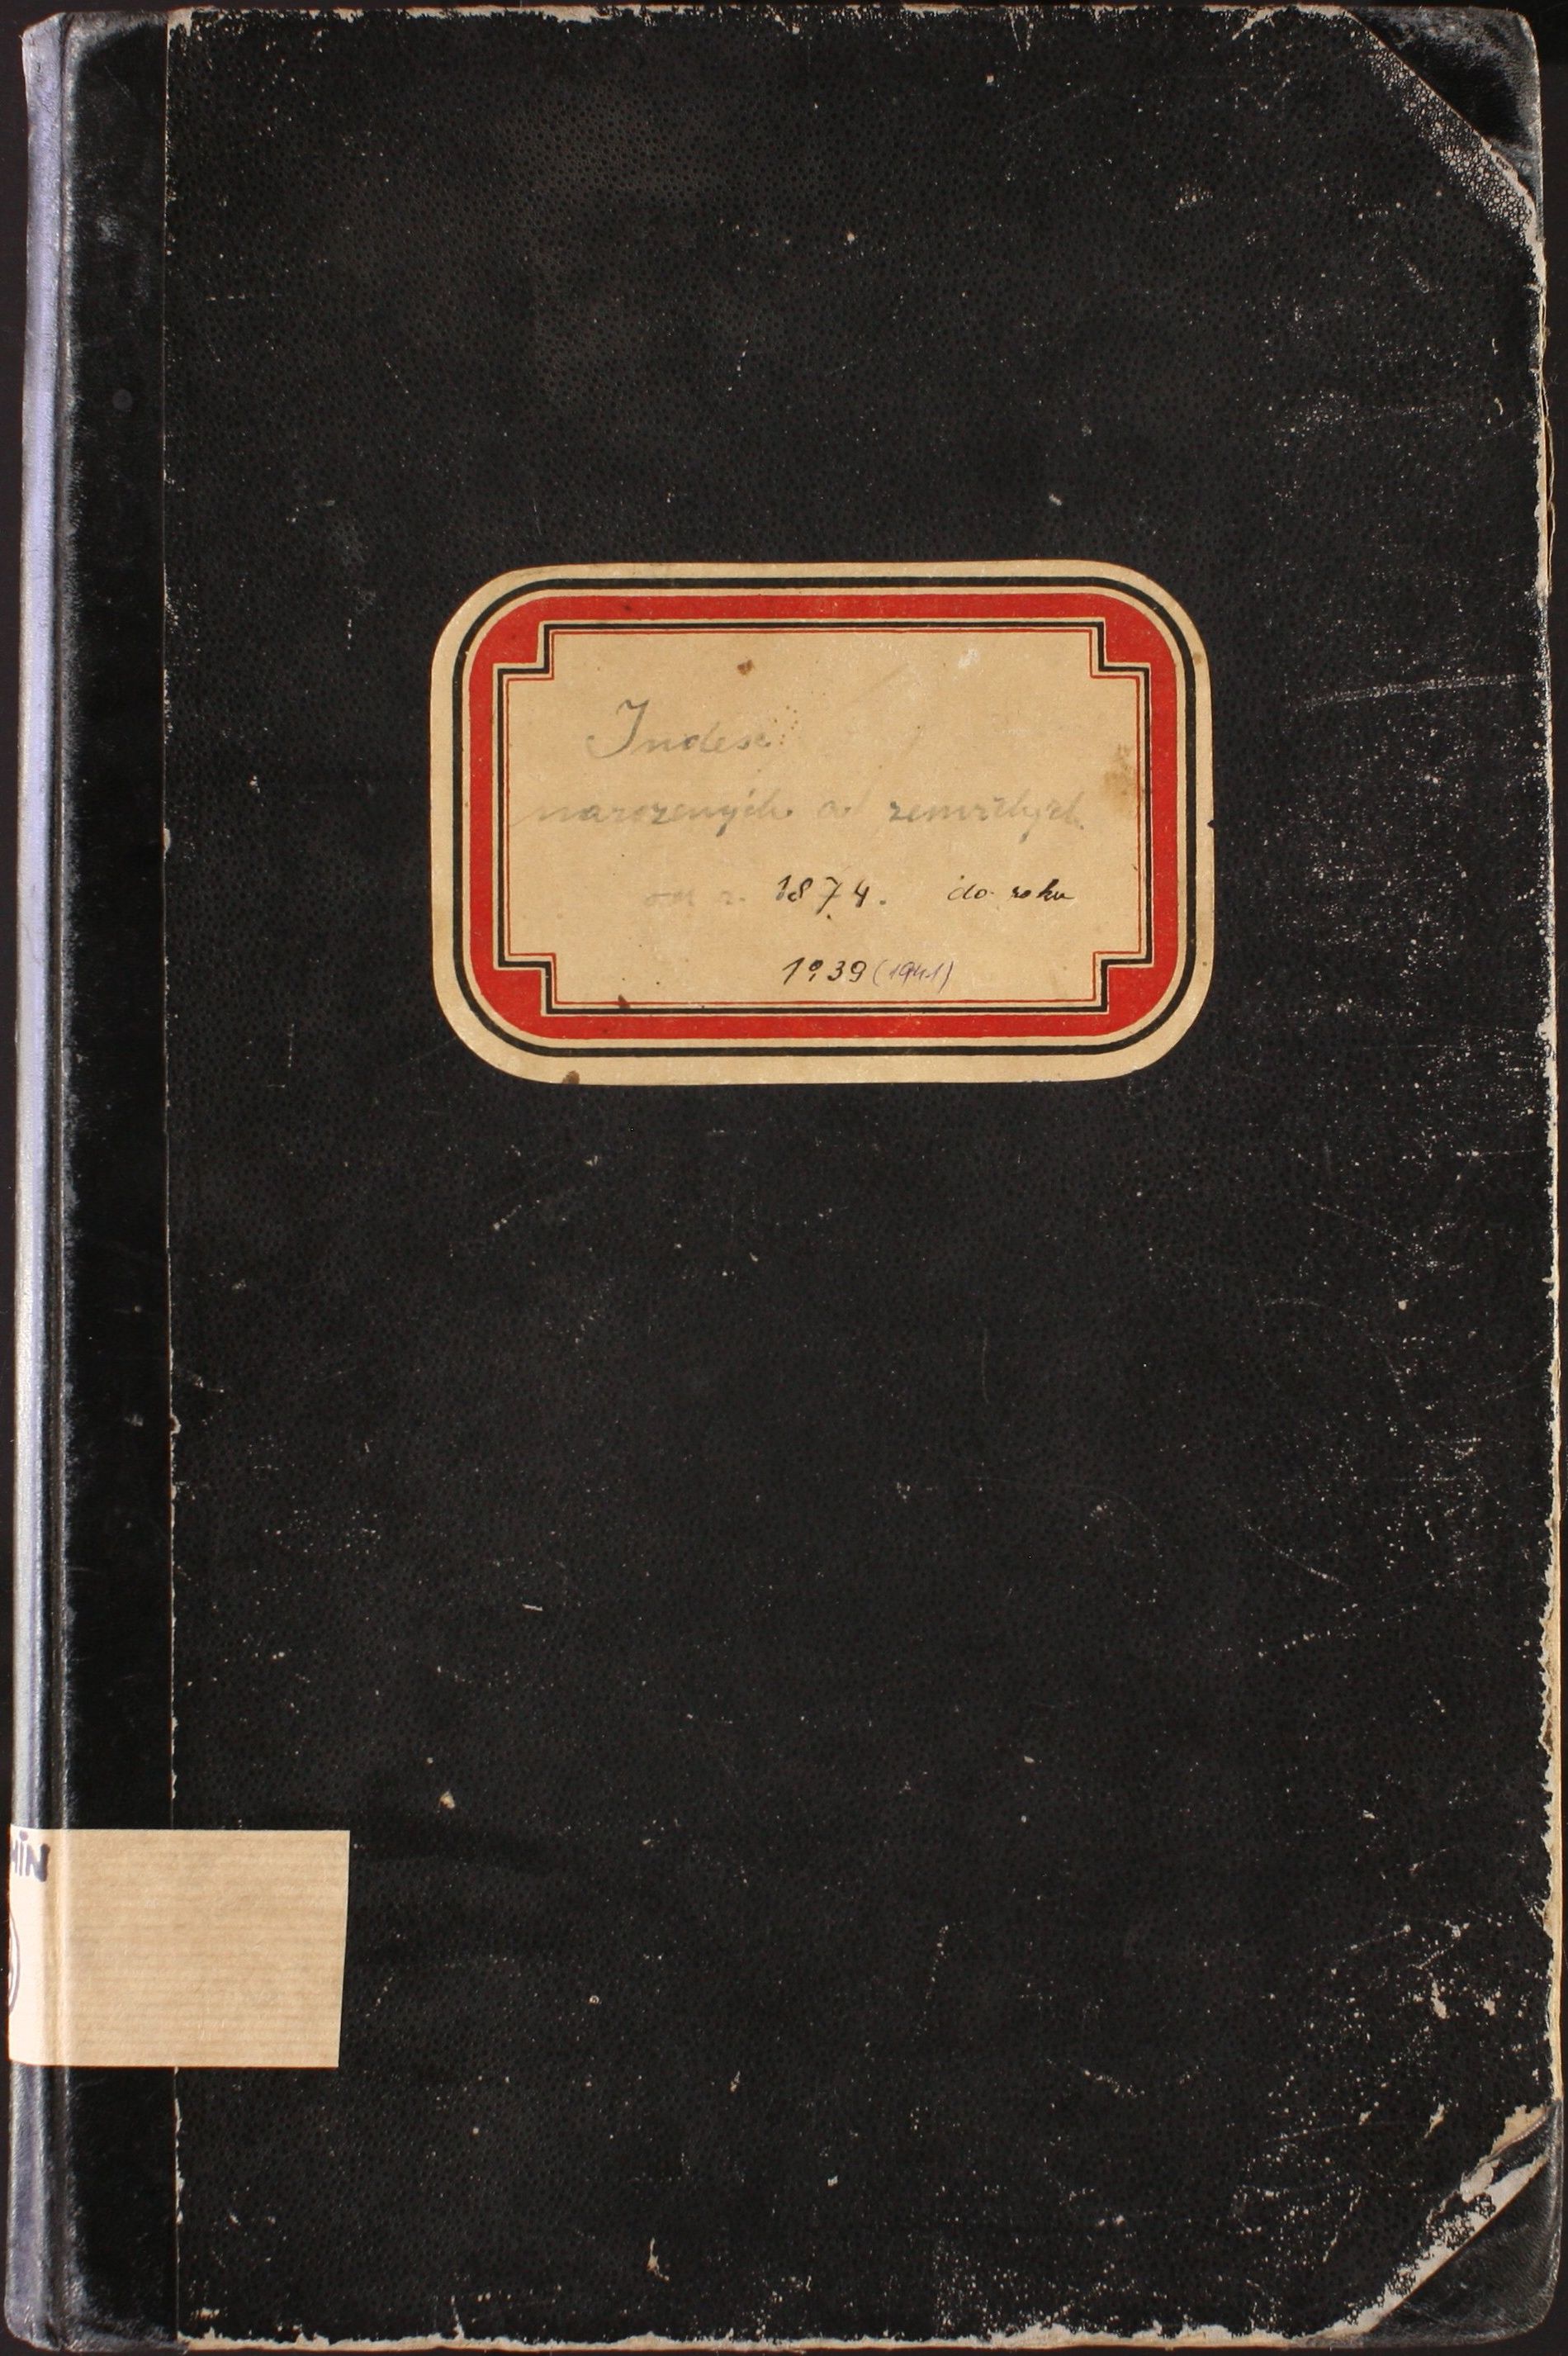 Index
narozených a zemřelých
od r. 1874. do roku
1939 (1941)